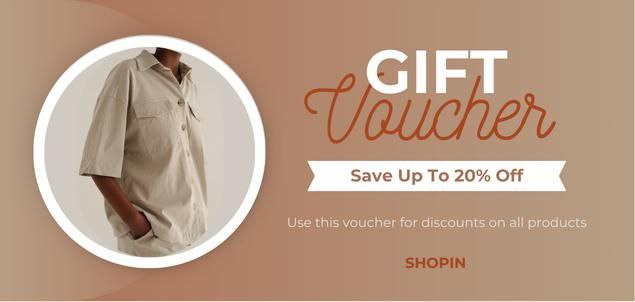 GIFT
Voucher
Save Up To 20% Off
Use this voucher for discounts on all products
SHOPIN